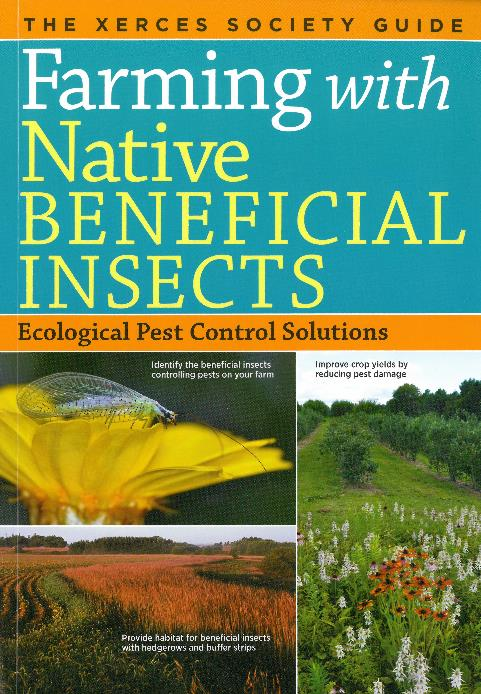 THE XERCES SOCIETY GUIDE
Farming with
Native
BENEFICIAL
INSECTS
Ecological Pest Control Solutions
Identify the beneficial insects
controlling pests on your farm
Improve crop yields by
reducing pest damage
Provide habitat for beneficial insects
with hedgerows and buffer strips